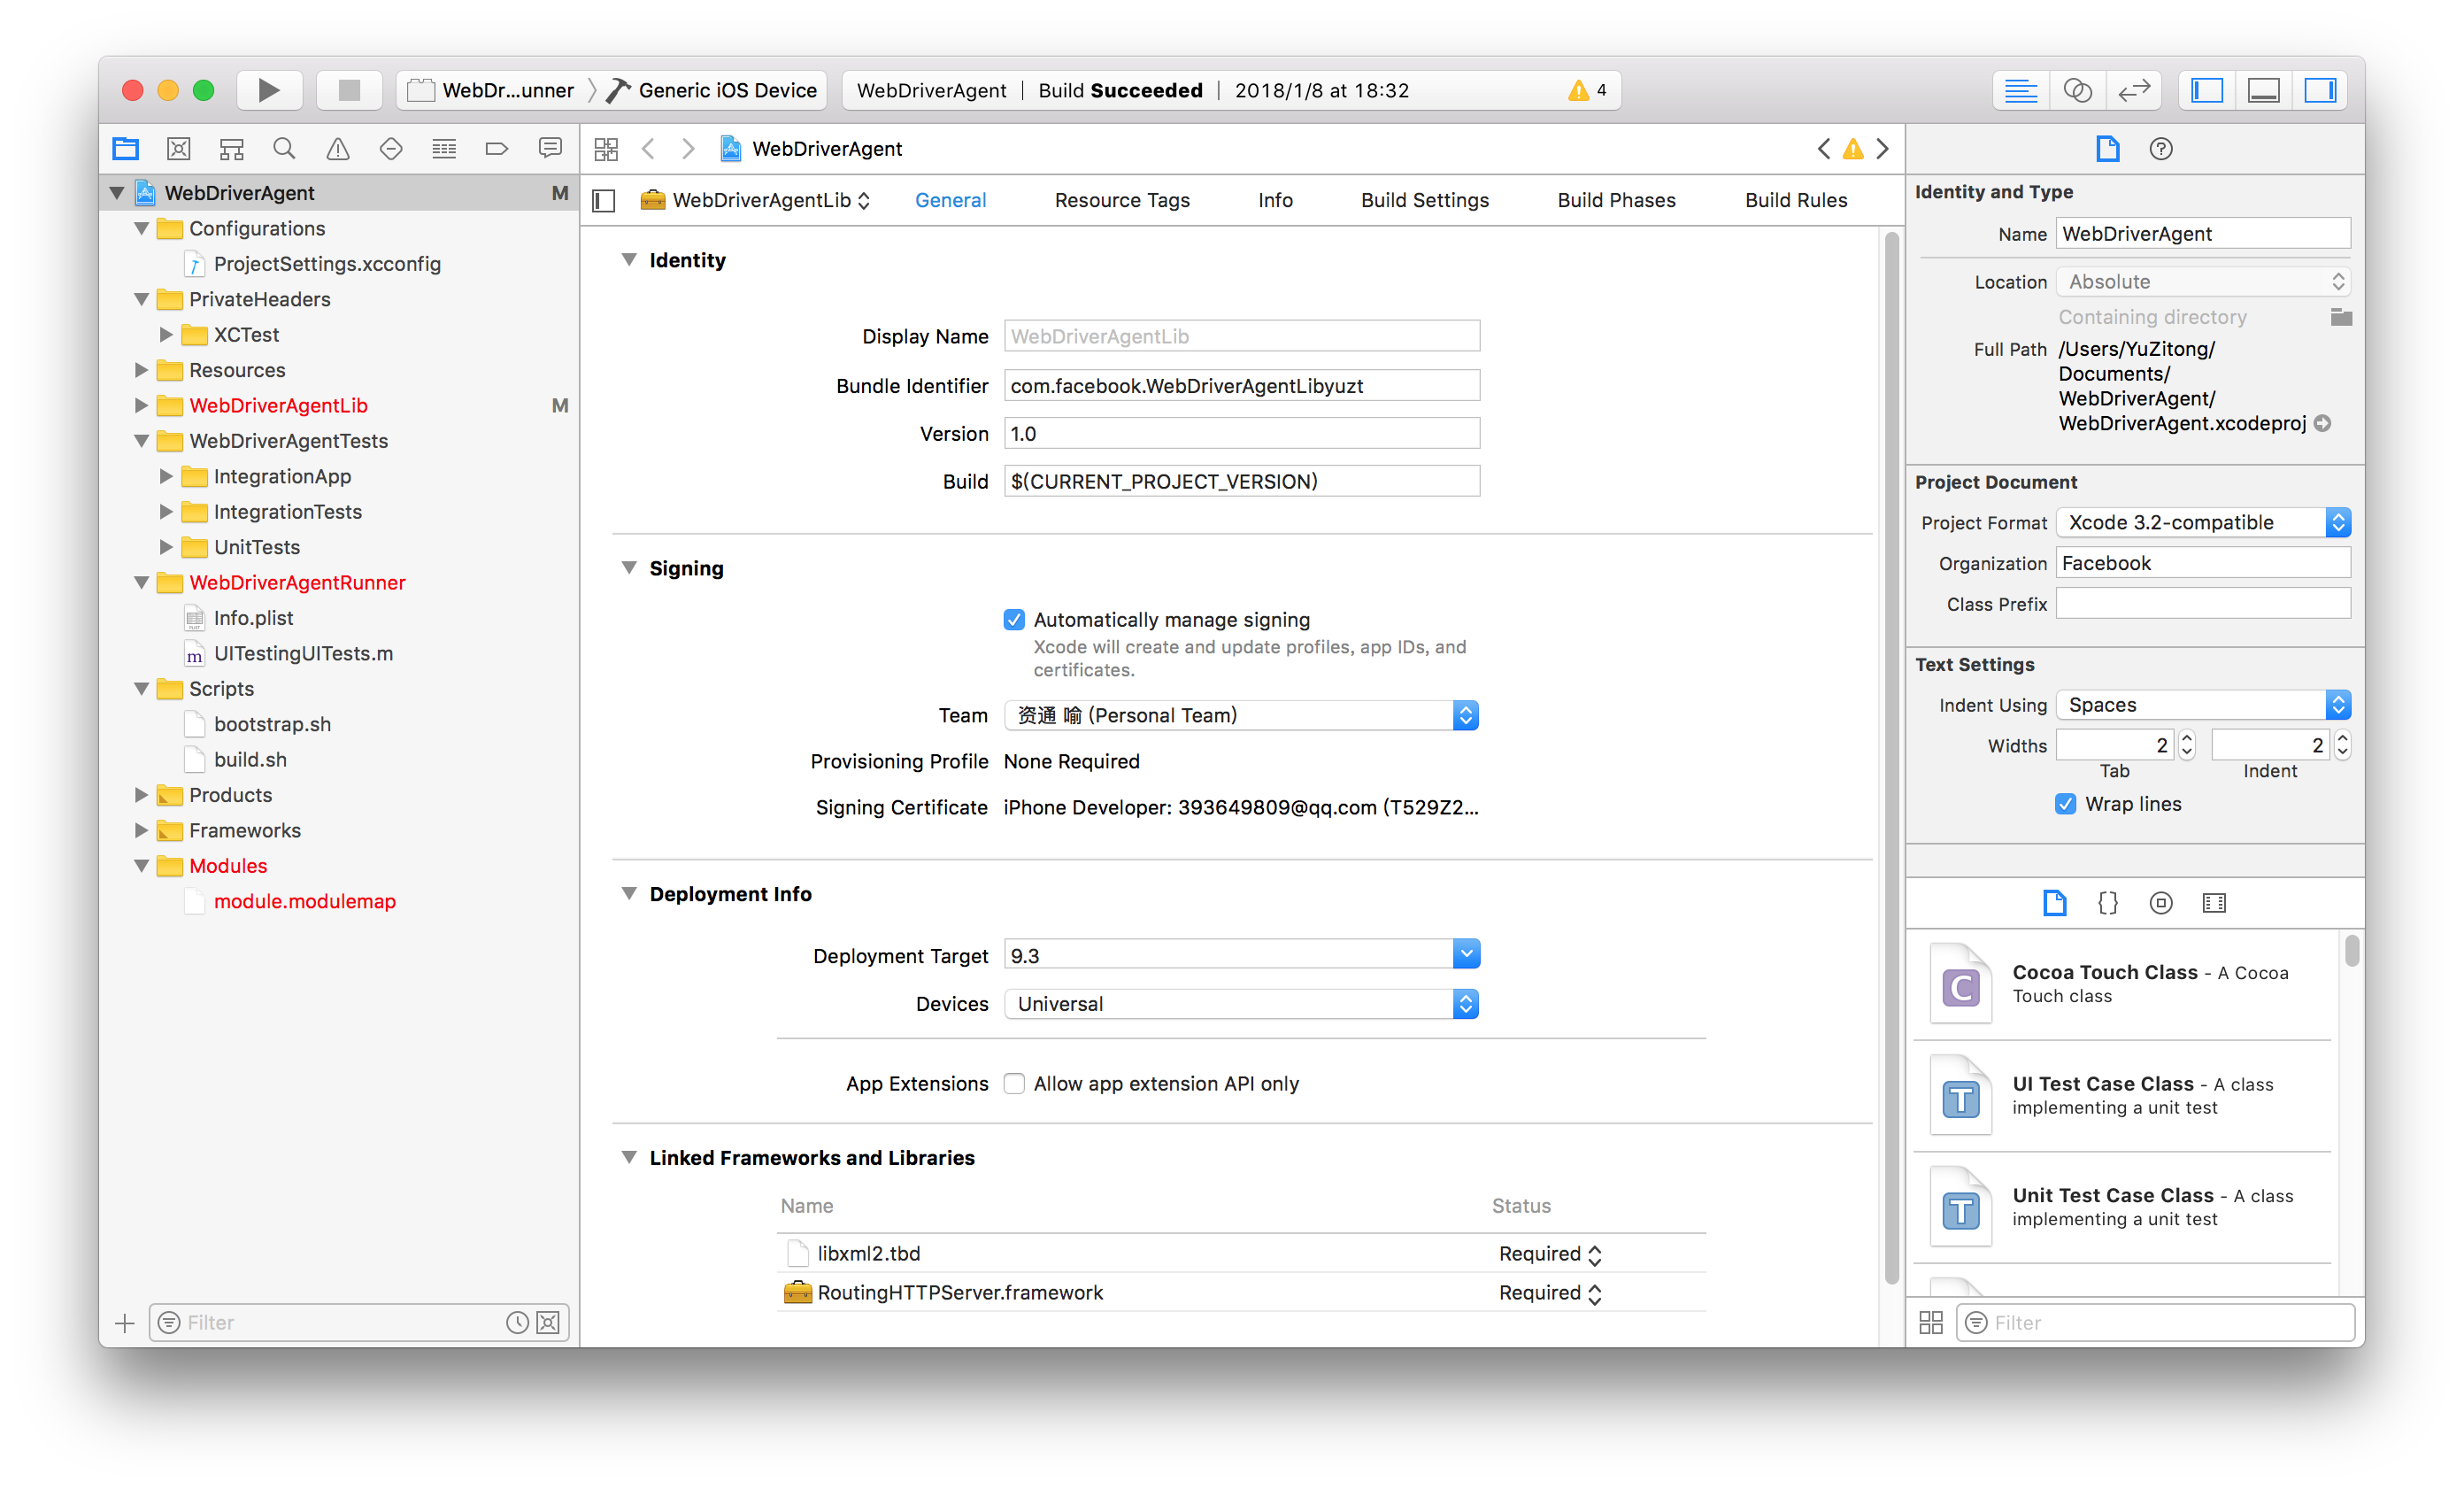 WebDr...unner
Generic iOS Device
WebDriverAgent | Build Succeeded | 2018/1/8 at 18:32
4
WebDriverAgent M
Configurations
ProjectSettings.xcconfig
PrivateHeaders
XCTest
Resources
WebDriverAgentLib M
WebDriverAgentTests
IntegrationApp
IntegrationTests
UnitTests
WebDriverAgentRunner
Info.plist
m UITestingUITests.m
Scripts
bootstrap.sh
build.sh
Products
Frameworks
Modules
module.modulemap
Filter
WebDriverAgent
WebDriverAgentLib General Resource Tags Info Build Settings Build Phases Build Rules
Identity
Display Name WebDriverAgentLib
Bundle Identifier com.facebook.WebDriverAgentLibyuzt
Version 1.0
Build $(CURRENT_PROJECT_VERSION)
Signing
Automatically manage signing
Xcode will create and update profiles, app IDs, and
certificates.
Team 资通 喻 (Personal Team)
Provisioning Profile None Required
Signing Certificate iPhone Developer: 393649809@qq.com (T529Z2...
Deployment Info
Deployment Target 9.3
Devices Universal
App Extensions Allow app extension API only
Linked Frameworks and Libraries
Name Status
libxml2.tbd Required
RoutingHTTPServer.framework Required
Identity and Type
Name WebDriverAgent
Location Absolute
Containing directory
Full Path /Users/YuZitong/
Documents/
WebDriverAgent/
WebDriverAgent.xcodeproj
Project Document
Project Format Xcode 3.2-compatible
Organization Facebook
Class Prefix
Text Settings
Indent Using Spaces
Widths 2 2
Tab Indent
Wrap lines
{}
C
Cocoa Touch Class - A Cocoa
Touch class
T
UI Test Case Class - A class
implementing a unit test
T
Unit Test Case Class - A class
implementing a unit test
Filter